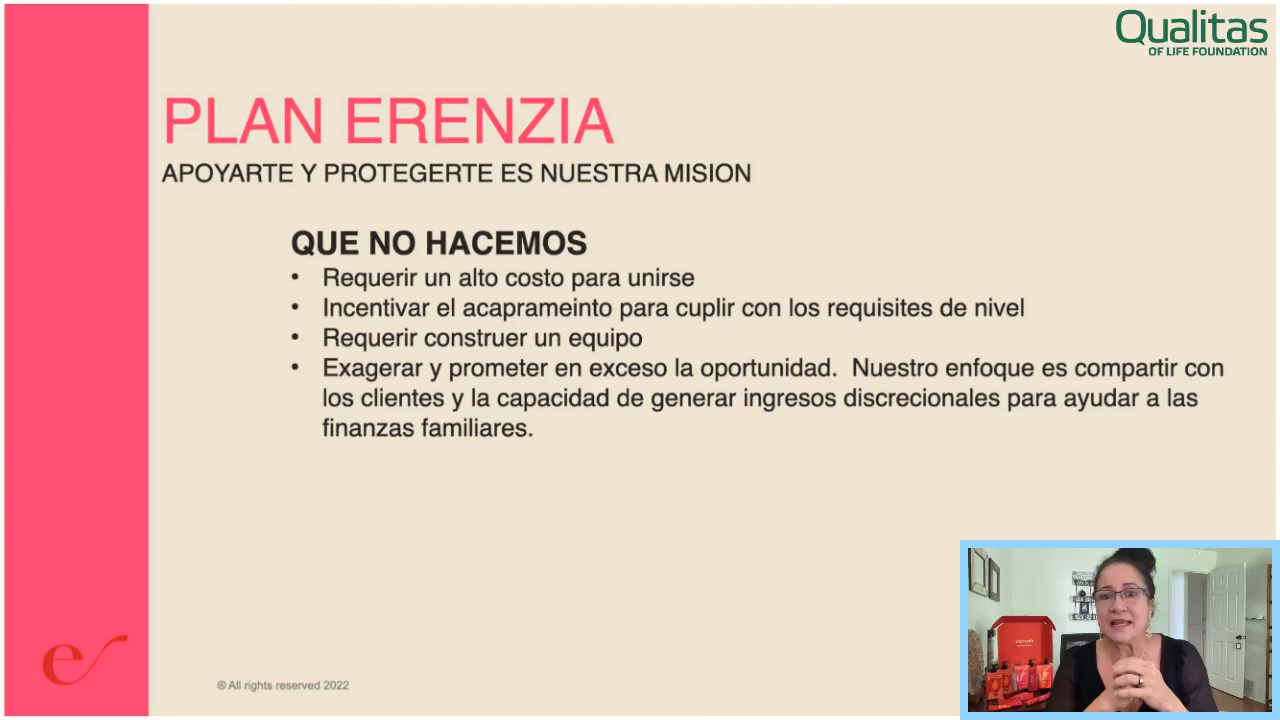 Qualitas
OF LIFE FOUNDATION
PLAN ERENZIA
APOYARTE Y PROTEGERTE ES NUESTRA MISION
QUE NO HACEMOS
• Requerir un alto costo para unirse
• Incentivar el acaprameinto para cuplir con los requisites de nivel
• Requerir construer un equipo
• Exagerar y prometer en exceso la oportunidad. Nuestro enfoque es compartir con
los clientes y la capacidad de generar ingresos discrecionales para ayudar a las
finanzas familiares.
e
® All rights reserved 2022